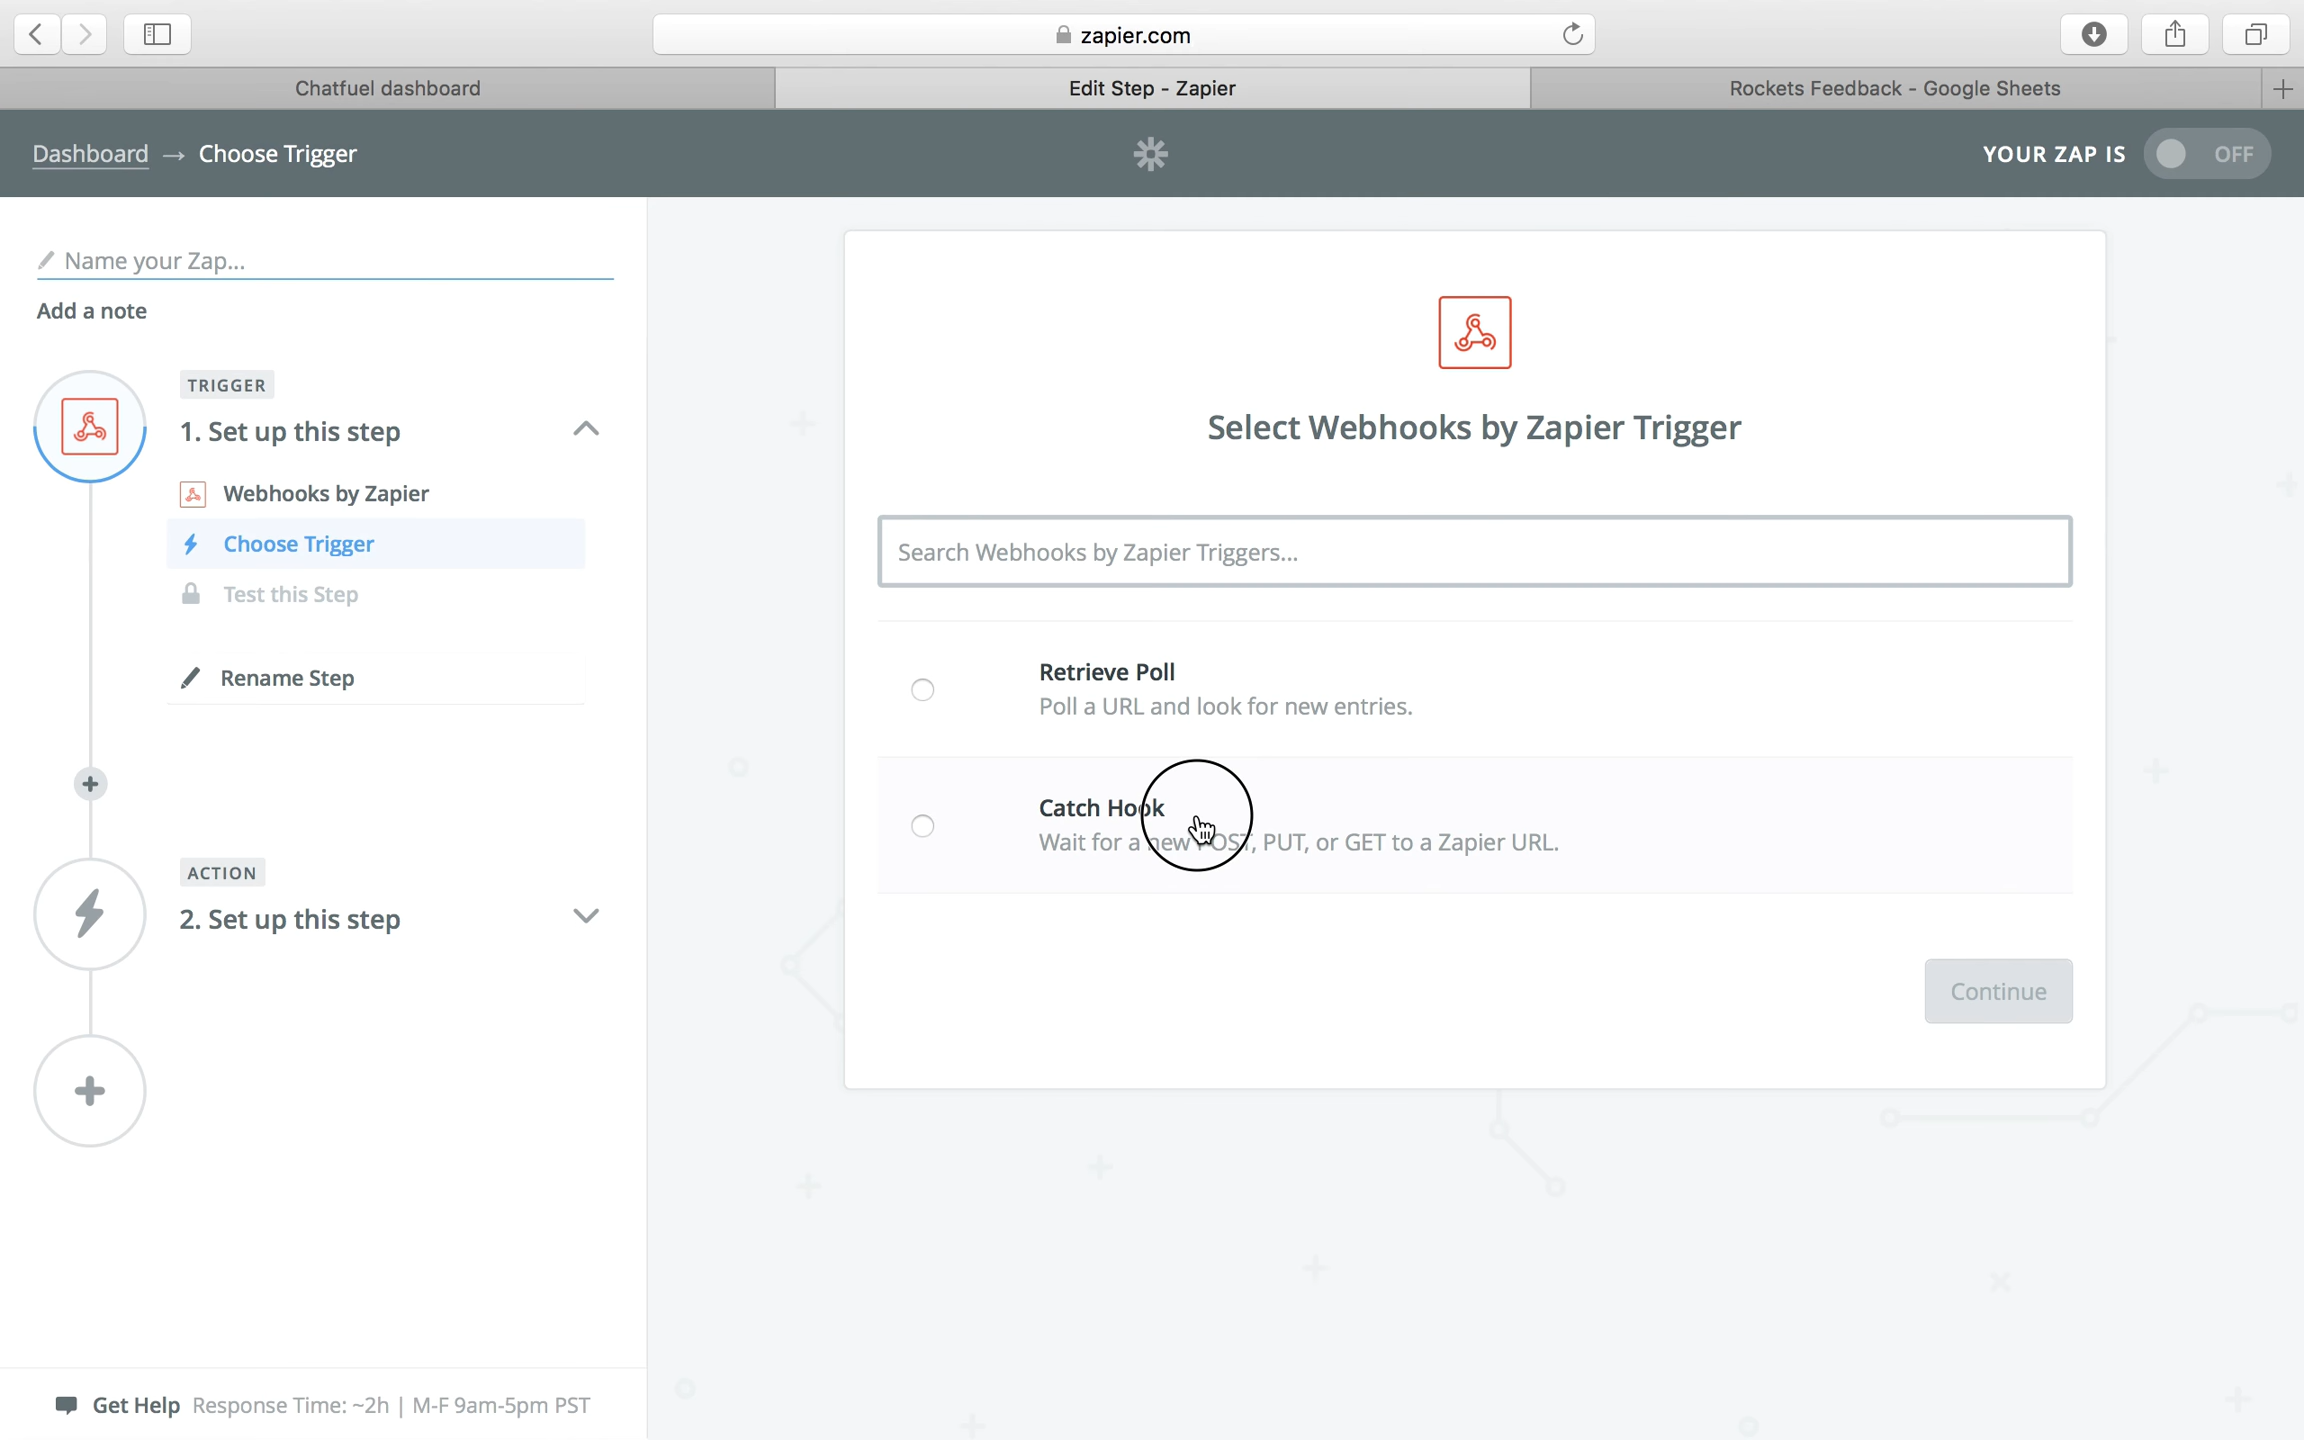 zapier.com
Chatfuel dashboard
Edit Step - Zapier
Rockets Feedback - Google Sheets
Dashboard → Choose Trigger
YOUR ZAP IS
OFF
Name your Zap...
Add a note
TRIGGER
1. Set up this step
Webhooks by Zapier
Choose Trigger
Test this Step
Rename Step
ACTION
2. Set up this step
Get Help Response Time: ~2h | M-F 9am-5pm PST
Select Webhooks by Zapier Trigger
Search Webhooks by Zapier Triggers...
Retrieve Poll
Poll a URL and look for new entries.
Catch Hook
Wait for a new POST, PUT, or GET to a Zapier URL.
Continue